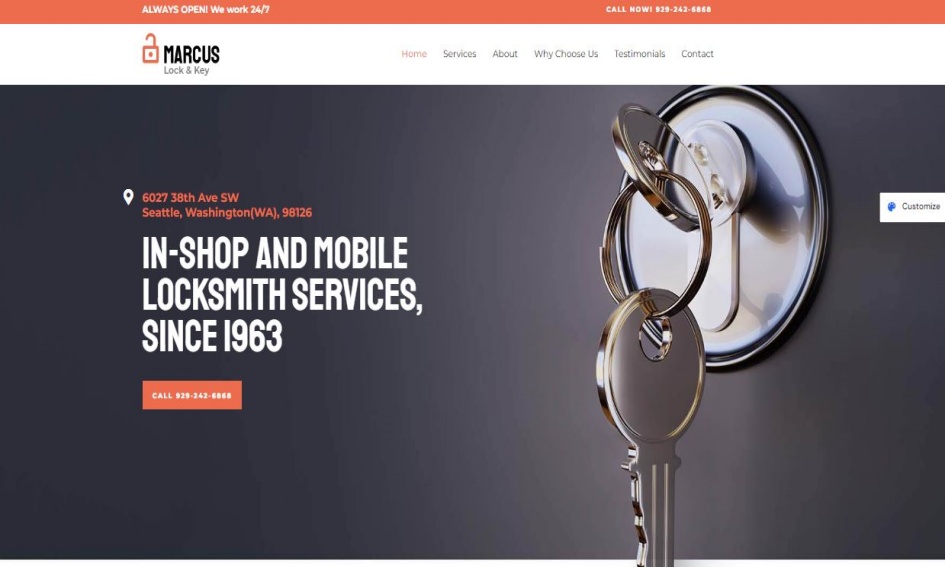 ALWAYS OPEN! We work 24/7
CALL NOW! 929-242-6868
MARCUS
Lock & Key
Home Services About Why Choose Us Testimonials Contact
6027 38th Ave SW
Seattle, Washington(WA), 98126
Customize
IN-SHOP AND MOBILE
LOCKSMITH SERVICES,
SINCE 1963
CALL 929-242-6868